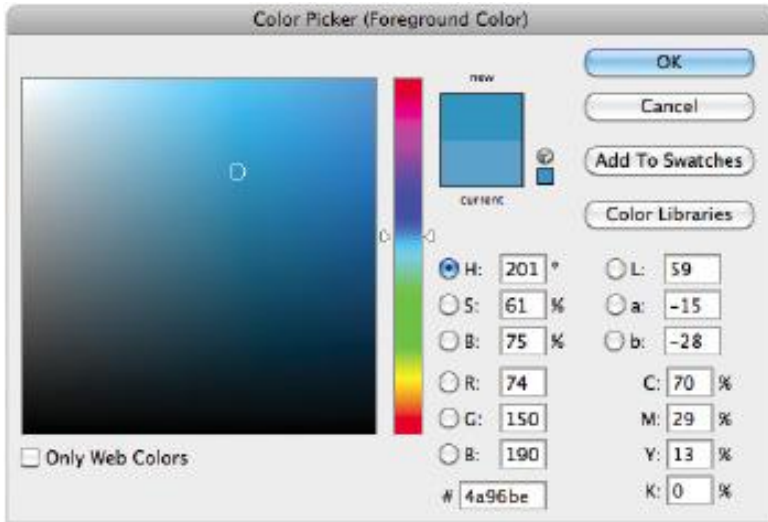 Color Picker (Foreground Color)
new
current
OK
Cancel
Add To Swatches
Color Libraries
H: 201 °
S: 61 %
B: 75 %
R: 74
G: 150
B: 190
# 4a96be
L: 59
a: -15
b: -28
C: 70 %
M: 29 %
Y: 13 %
K: 0 %
Only Web Colors